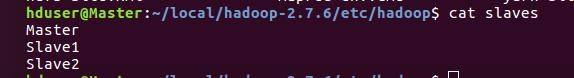 hduser@Master:~/local/hadoop-2.7.6/etc/hadoop$ cat slaves
Master
Slave1
Slave2